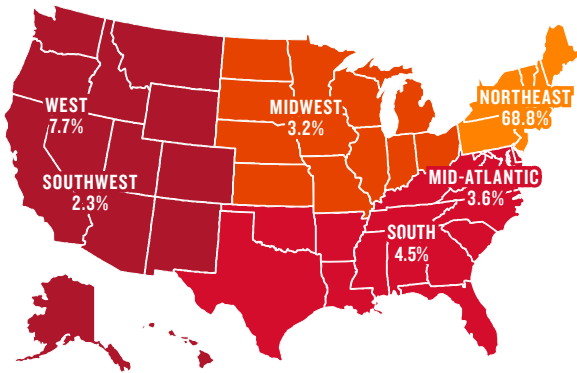 WEST
7.7%
SOUTHWEST
2.3%
MIDWEST
3.2%
NORTHEAST
68.8%
MID-ATLANTIC
3.6%
SOUTH
4.5%